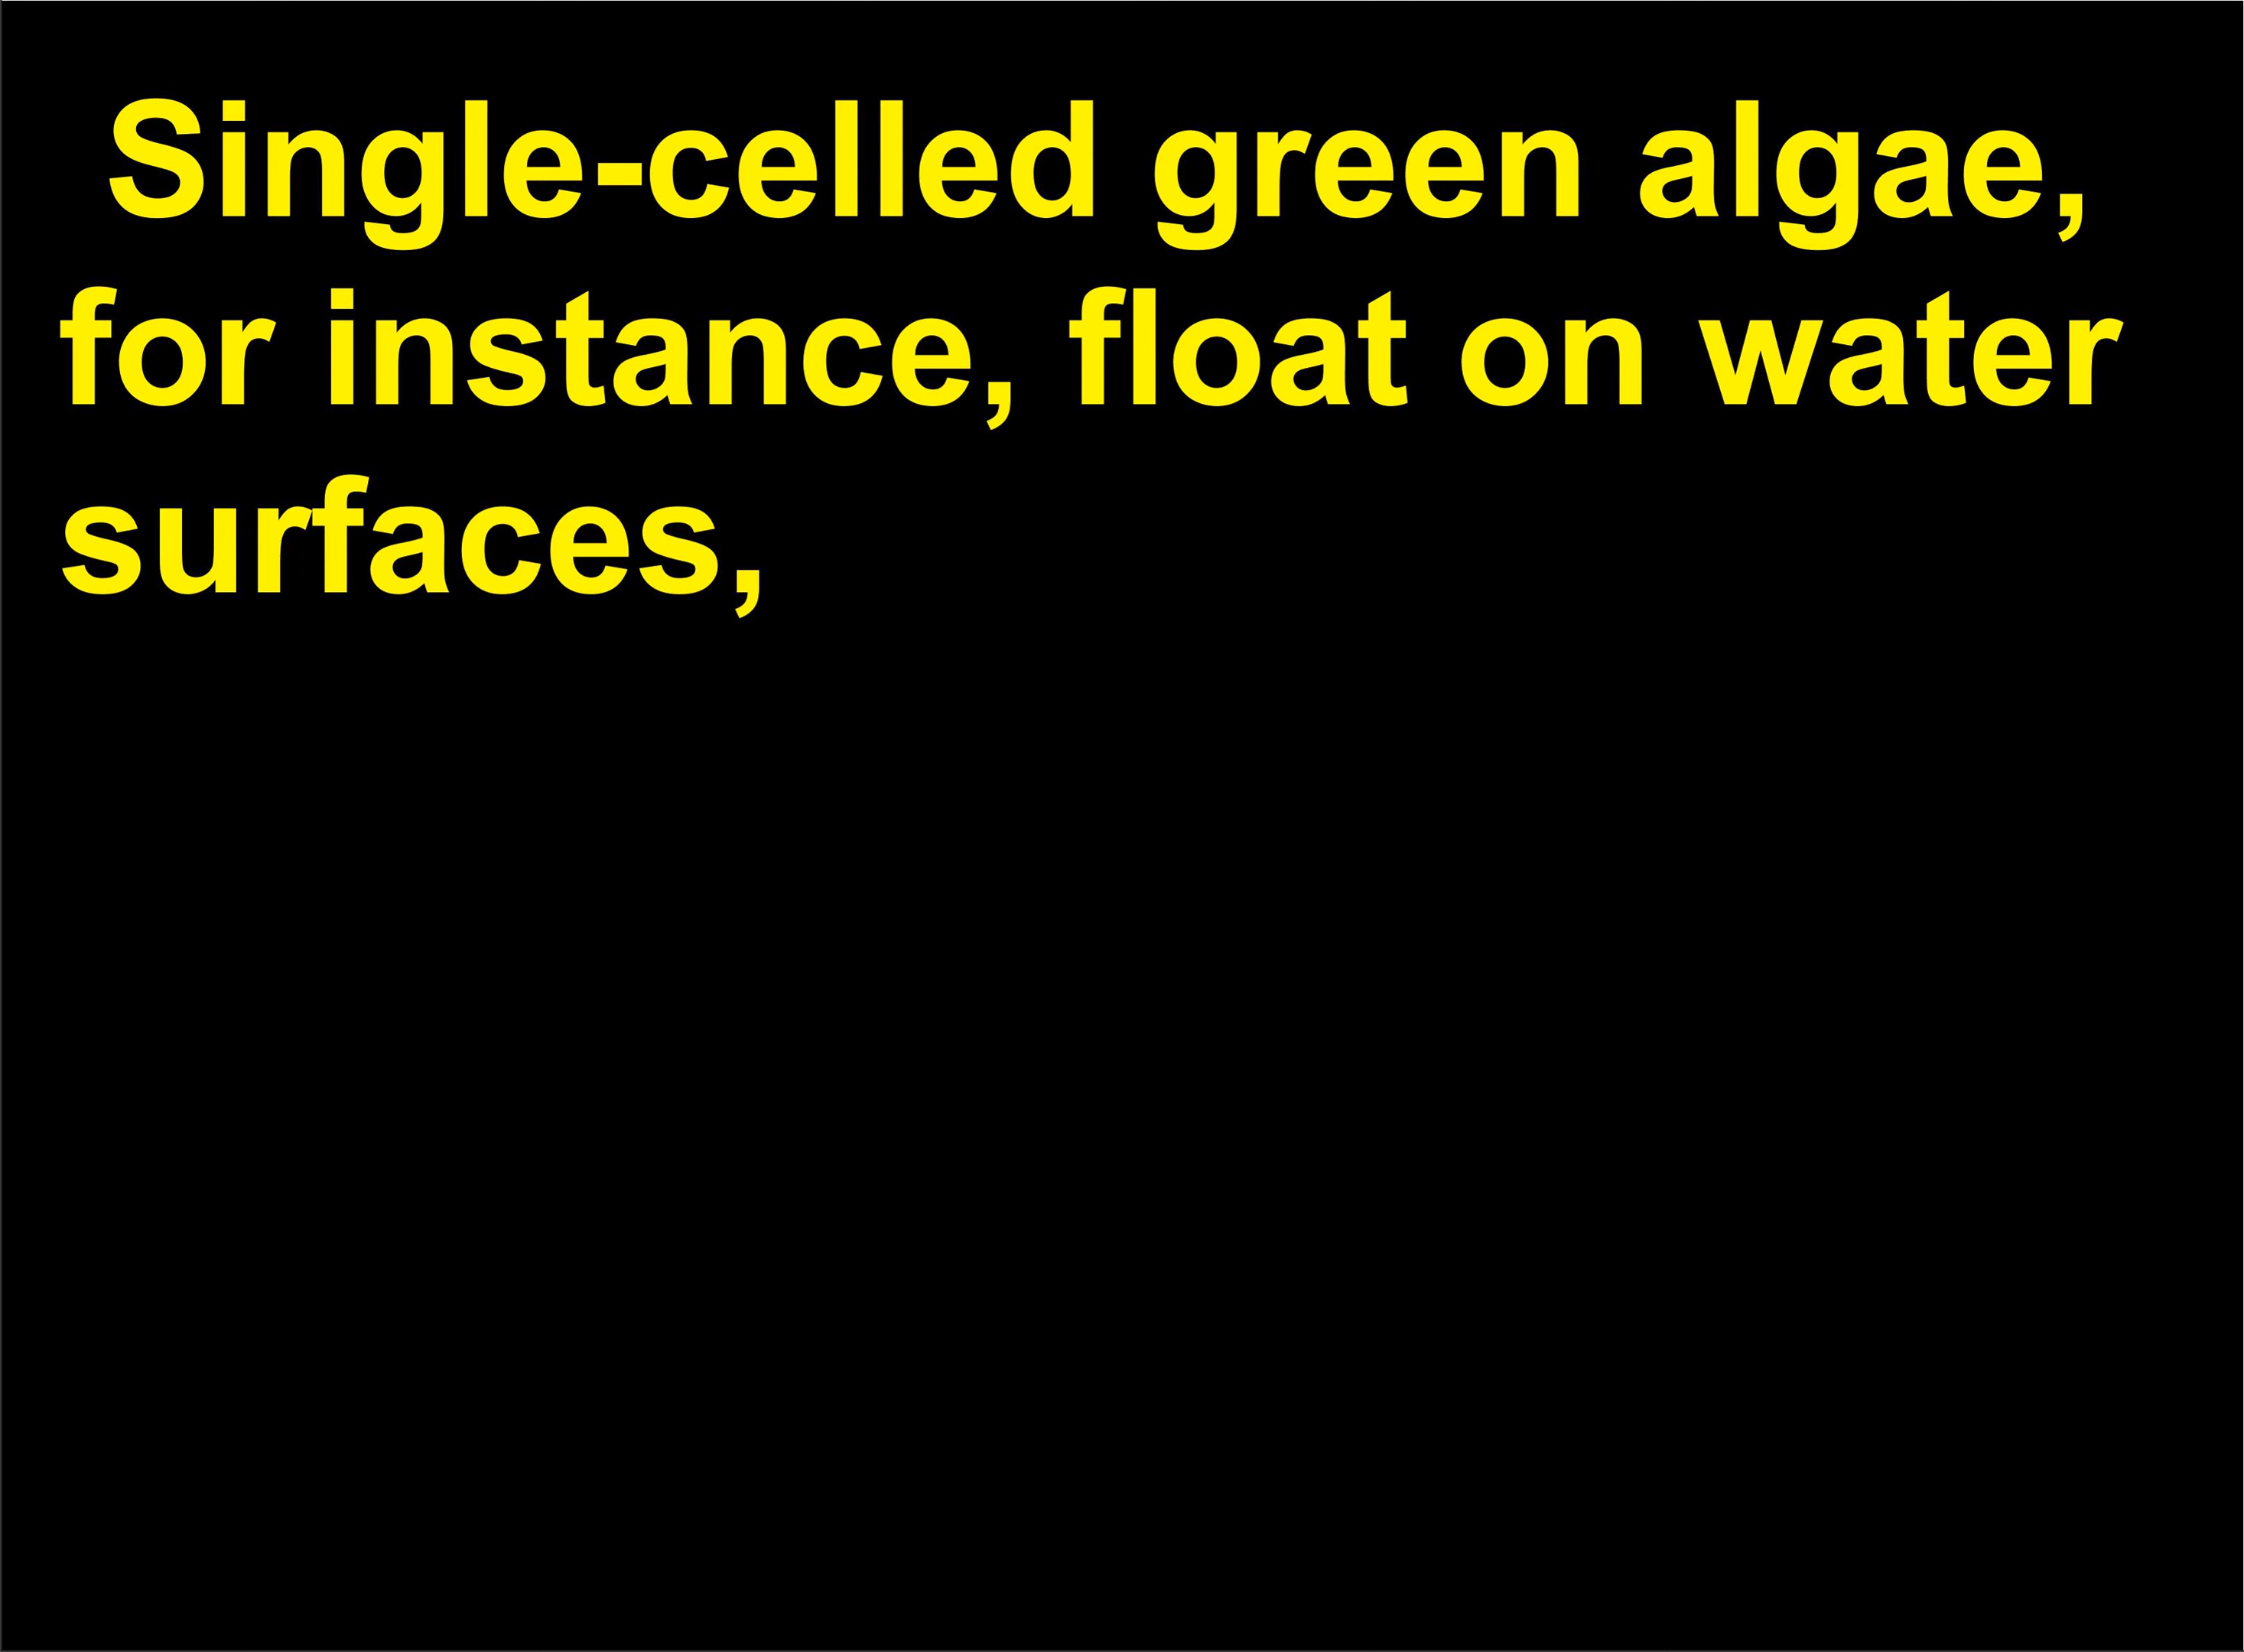 Single-celled green algae,
for instance, float on water
surfaces,